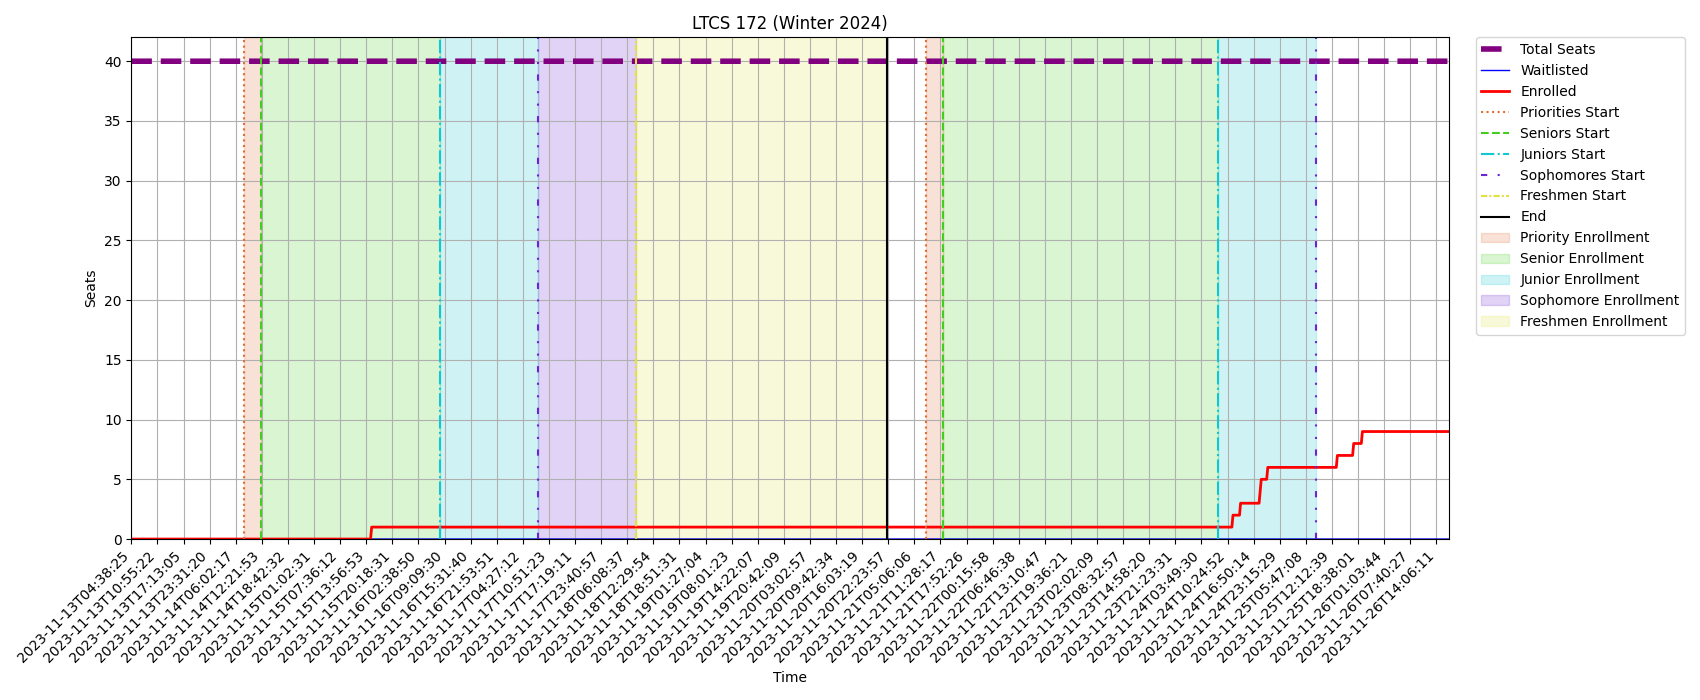 LTCS 172 (Winter 2024)
40
35
30
25
20
15
10
5
0
Seats
2023-11-13T04:38:25
2023-11-13T10:55:22
2023-11-13T17:13:05
2023-11-13T23:31:20
2023-11-14T06:02:17
2023-11-14T12:21:53
2023-11-14T18:42:32
2023-11-15T01:02:31
2023-11-15T07:36:12
2023-11-15T13:56:53
2023-11-15T20:18:31
2023-11-16T02:38:50
2023-11-16T09:09:30
2023-11-16T15:31:40
2023-11-16T21:53:51
2023-11-17T04:27:12
2023-11-17T10:51:23
2023-11-17T17:19:11
2023-11-17T23:40:57
2023-11-18T06:08:37
2023-11-18T12:29:54
2023-11-18T18:51:31
2023-11-19T01:27:04
2023-11-19T08:01:23
2023-11-19T14:22:07
2023-11-19T20:42:09
2023-11-20T03:02:57
2023-11-20T09:42:34
2023-11-20T16:03:19
2023-11-20T22:23:57
2023-11-21T05:06:06
2023-11-21T11:28:17
2023-11-21T17:52:26
2023-11-22T00:15:58
2023-11-22T06:46:38
2023-11-22T13:10:47
2023-11-22T19:36:21
2023-11-23T02:02:09
2023-11-23T08:32:57
2023-11-23T14:58:20
2023-11-23T21:23:31
2023-11-24T03:49:30
2023-11-24T10:24:52
2023-11-24T16:50:14
2023-11-24T23:15:29
2023-11-25T05:47:08
2023-11-25T12:12:39
2023-11-25T18:38:01
2023-11-26T01:03:44
2023-11-26T07:40:27
2023-11-26T14:06:11
Time
Total Seats
Waitlisted
Enrolled
Priorities Start
Seniors Start
Juniors Start
Sophomores Start
Freshmen Start
End
Priority Enrollment
Senior Enrollment
Junior Enrollment
Sophomore Enrollment
Freshmen Enrollment